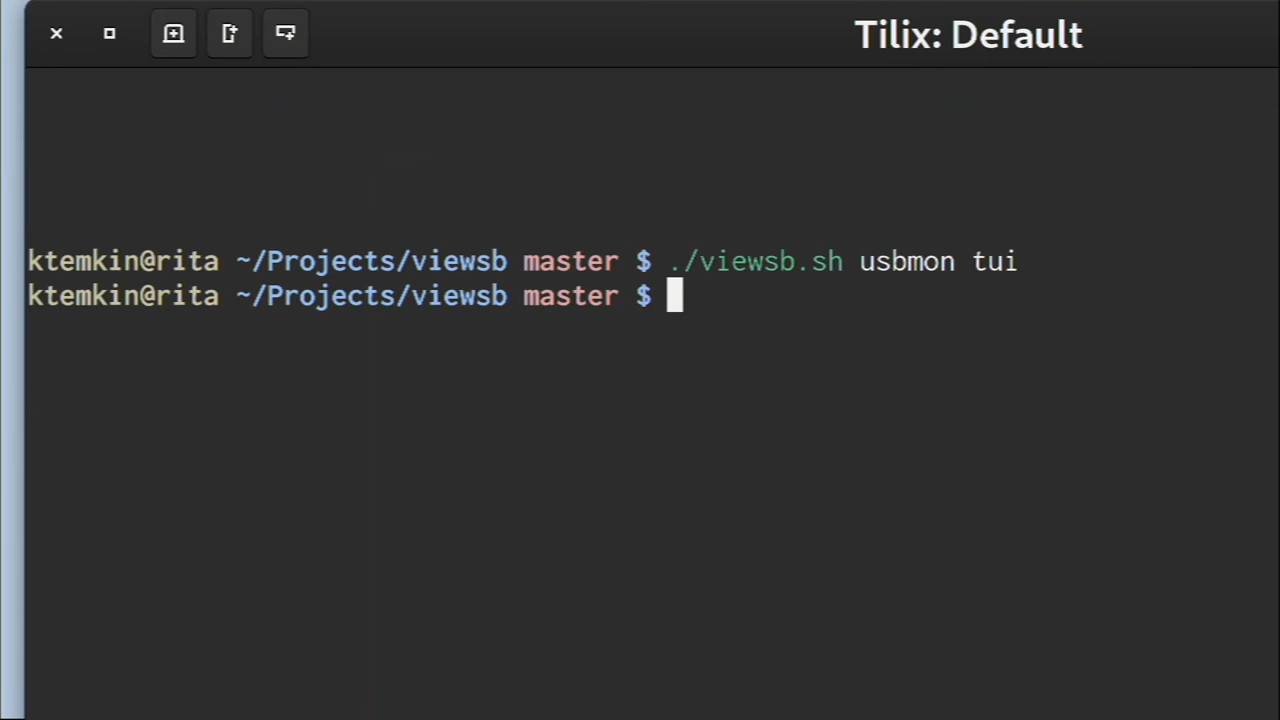 Tilix: Default
ktemkin@rita ~/Projects/viewsb master $ ./viewsb.sh usbmon tui
ktemkin@rita ~/Projects/viewsb master $